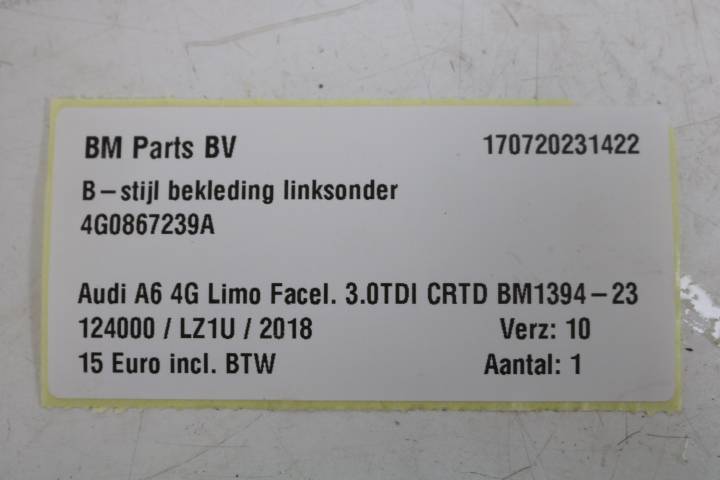 BM Parts BV 170720231422
B-stijl bekleding linksonder
4G0867239A
Audi A6 4G Limo Facel. 3.0TDI CRTD BM1394-23
124000 / LZ1U / 2018 Verz: 10
15 Euro incl. BTW Aantal: 1